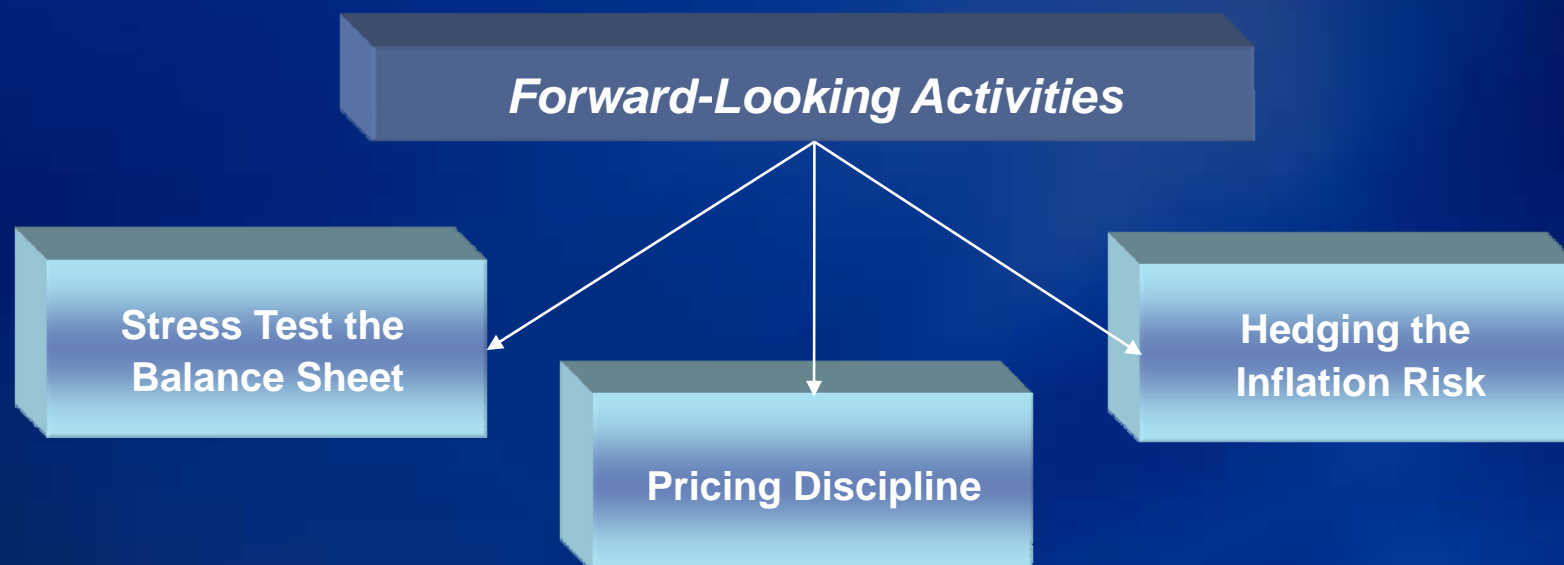 Forward-Looking Activities
Stress Test the
Balance Sheet
Pricing Discipline
Hedging the
Inflation Risk